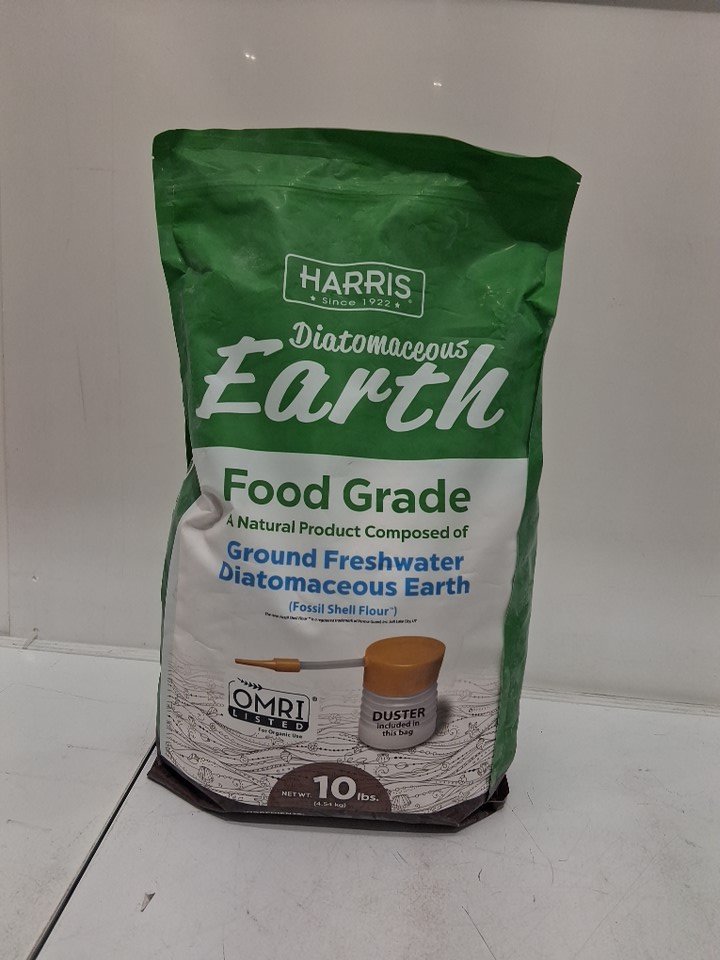 HARRIS
Since 1922
Diatomaceous
Earth
Food Grade
A Natural Product Composed of
Ground Freshwater
Diatomaceous Earth
(Fossil Shell Flour™)
OMRI®
LISTED
For Organic Use
DUSTER
included in
this bag
NET WT. 10 lbs.
(4.54 kg)